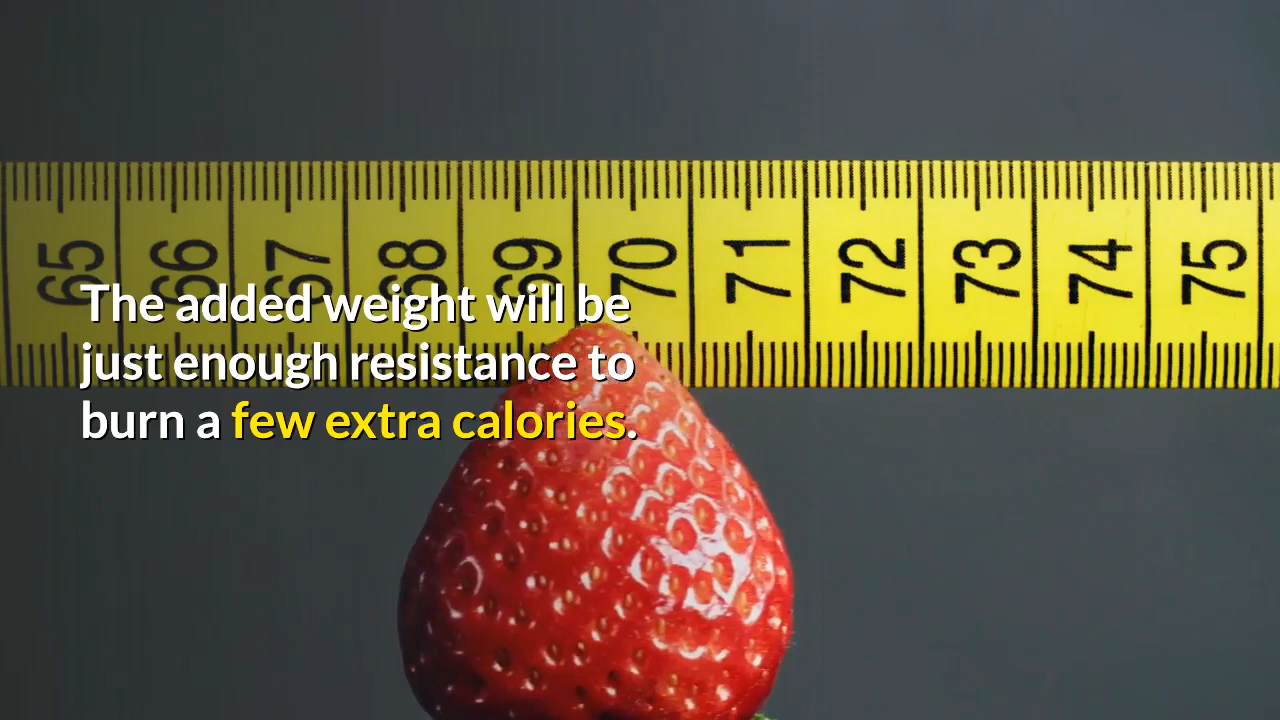 65 66 67 68 69 70 71 72 73 74 75
The added weight will be
just enough resistance to
burn a few extra calories.